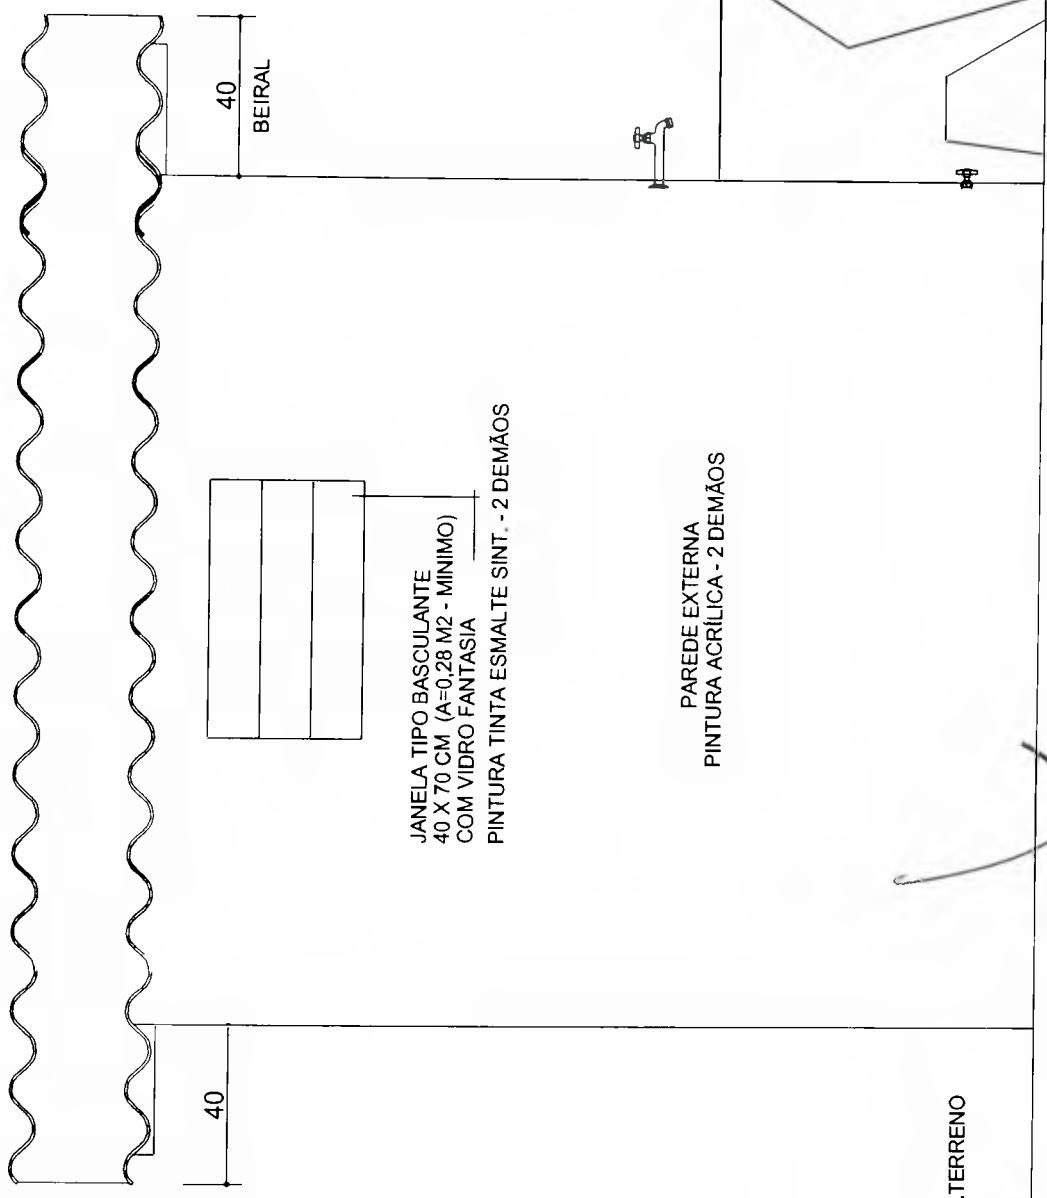 40
BEIRAL
JANELA TIPO BASCULANTE
40 X 70 CM (A=0,28 M2 - MINIMO)
COM VIDRO FANTASIA
PINTURA TINTA ESMALTE SINT. - 2 DEMÃOS
PAREDE EXTERNA
PINTURA ACRÍLICA - 2 DEMÃOS
40
.TERRENO